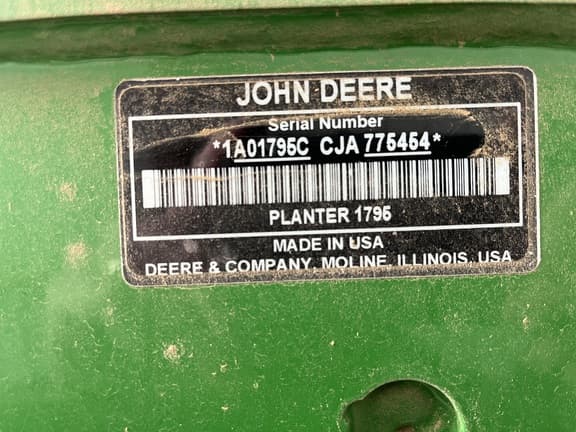 JOHN DEERE
Serial Number
*1A01795C CJA 775454*
PLANTER 1795
MADE IN USA
DEERE & COMPANY, MOLINE, ILLINOIS, USA